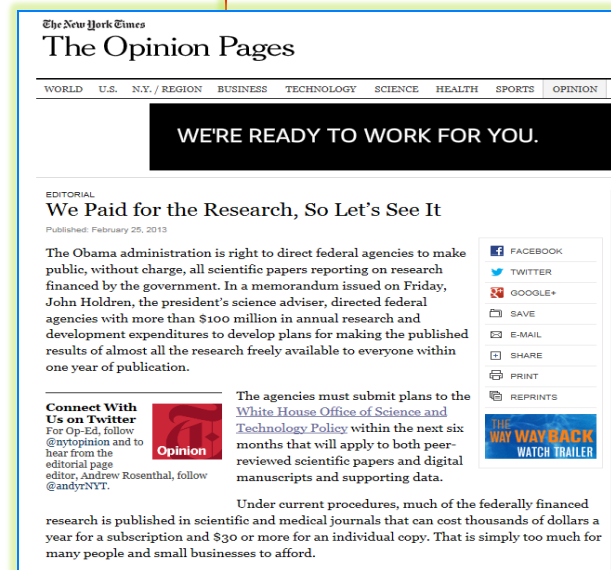 The New York Times
The Opinion Pages
WORLD U.S. N.Y. / REGION BUSINESS TECHNOLOGY SCIENCE HEALTH SPORTS OPINION
WE'RE READY TO WORK FOR YOU.
EDITORIAL
We Paid for the Research, So Let's See It
Published: February 25, 2013
The Obama administration is right to direct federal agencies to make
public, without charge, all scientific papers reporting on research
financed by the government. In a memorandum issued on Friday,
John Holdren, the president's science adviser, directed federal
agencies with more than $100 million in annual research and
development expenditures to develop plans for making the published
results of almost all the research freely available to everyone within
one year of publication.
FACEBOOK
TWITTER
GOOGLE+
SAVE
E-MAIL
SHARE
PRINT
REPRINTS
THE
WAY WAY BACK
WATCH TRAILER
Connect With
Us on Twitter
For Op-Ed, follow
@nytopinion and to
hear from the
editorial page
editor, Andrew Rosenthal, follow
@andyrNYT.
Opinion
The agencies must submit plans to the
White House Office of Science and
Technology Policy within the next six
months that will apply to both peer-
reviewed scientific papers and digital
manuscripts and supporting data.
Under current procedures, much of the federally financed
research is published in scientific and medical journals that can cost thousands of dollars a
year for a subscription and $30 or more for an individual copy. That is simply too much for
many people and small businesses to afford.